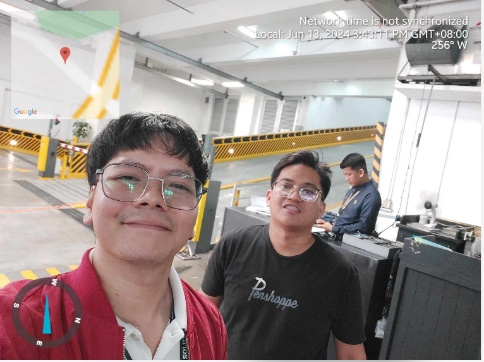 Network time is not synchronized
Local: Jun 13, 2024 3:43:11 PM GMT+08:00
256° W
Google
Penshoppe
W
N
S
E